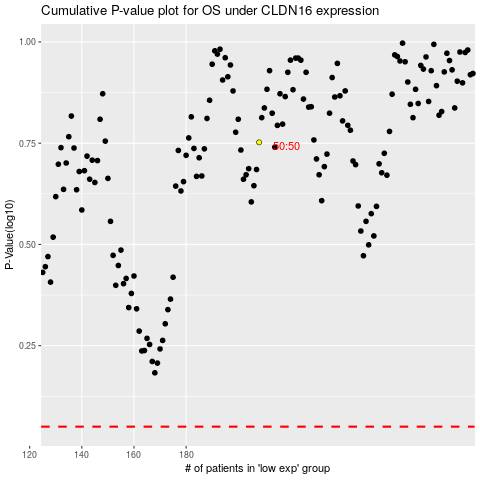 Cumulative P-value plot for OS under CLDN16 expression
P-Value(log10)
1.00
0.75
0.50
0.25
50:50
120 140 160 180
# of patients in 'low exp' group